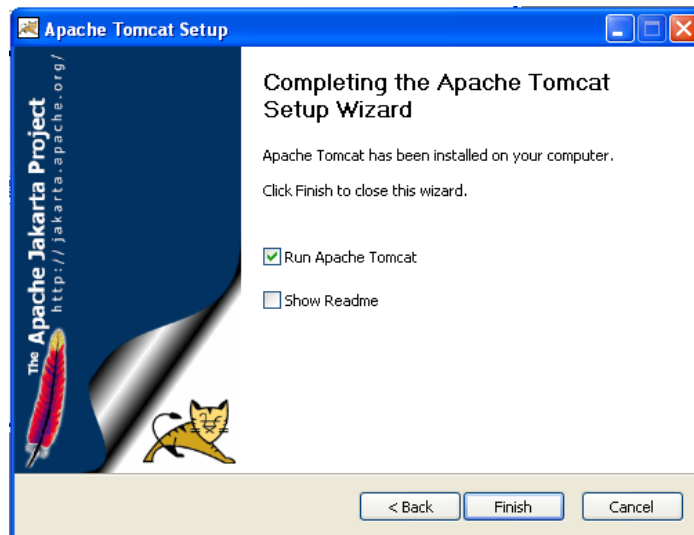 Apache Tomcat Setup
The Apache Jakarta Project
http://jakarta.apache.org/
Completing the Apache Tomcat
Setup Wizard
Apache Tomcat has been installed on your computer.
Click Finish to close this wizard.
Run Apache Tomcat
Show Readme
< Back
Finish
Cancel